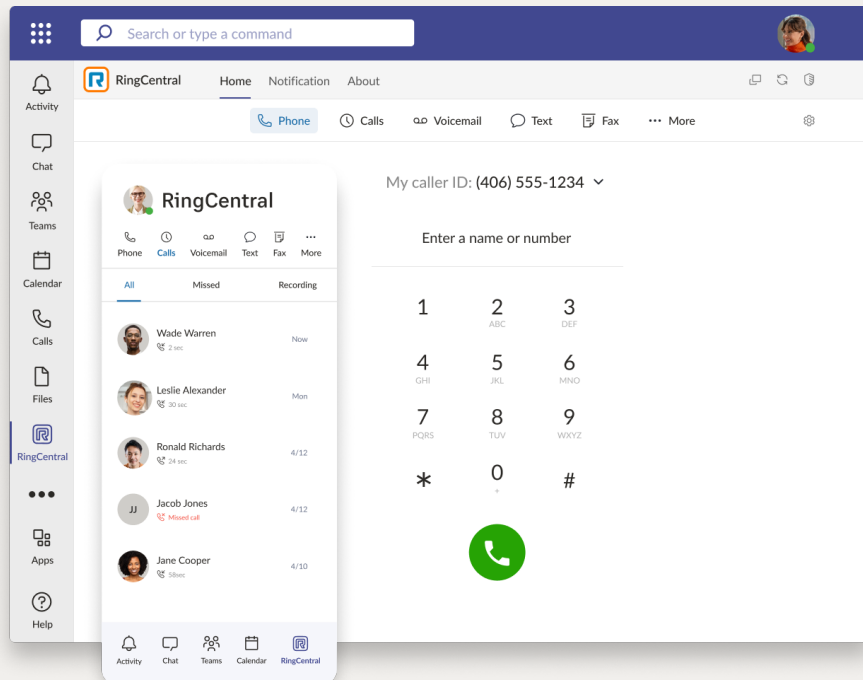 Search or type a command
RingCentral Home Notification About
Phone Calls Voicemail Text Fax More
Activity
Chat
Teams
Calendar
Calls
Files
RingCentral
Apps
Help
RingCentral
Phone Calls Voicemail Text Fax More
All Missed Recording
Wade Warren
2 sec
Now
Leslie Alexander
30 sec
Mon
Ronald Richards
24 sec
4/12
JJ
Jacob Jones
Missed call
4/12
Jane Cooper
58sec
4/10
Activity Chat Teams Calendar RingCentral
My caller ID: (406) 555-1234
Enter a name or number
1 2 3
ABC DEF
4 5 6
GHI JKL MNO
7 8 9
PQRS TUV WXYZ
* 0 #
+